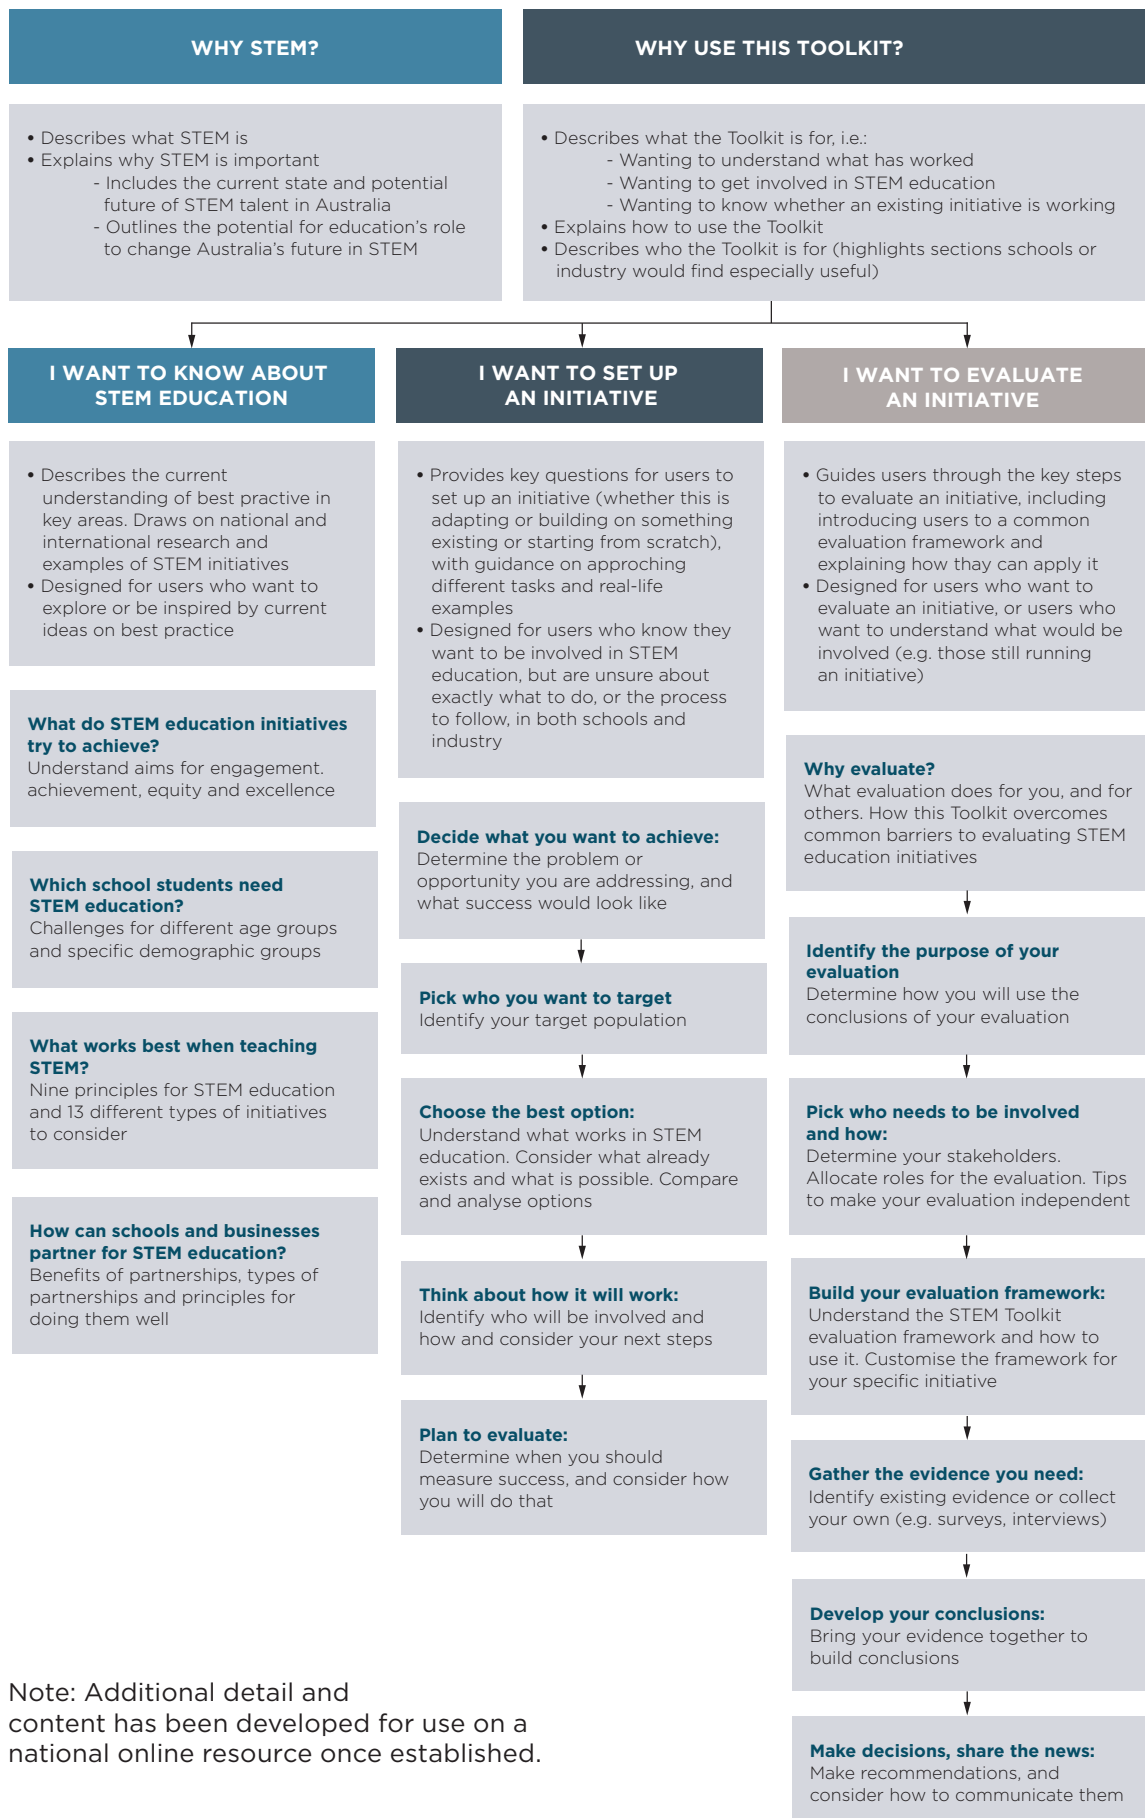 WHY STEM?
• Describes what STEM is
• Explains why STEM is important
- Includes the current state and potential
future of STEM talent in Australia
- Outlines the potential for education's role
to change Australia's future in STEM
WHY USE THIS TOOLKIT?
• Describes what the Toolkit is for, i.e.:
- Wanting to understand what has worked
- Wanting to get involved in STEM education
- Wanting to know whether an existing initiative is working
• Explains how to use the Toolkit
• Describes who the Toolkit is for (highlights sections schools or
industry would find especially useful)
I WANT TO KNOW ABOUT
STEM EDUCATION
• Describes the current
understanding of best practive in
key areas. Draws on national and
international research and
examples of STEM initiatives
• Designed for users who want to
explore or be inspired by current
ideas on best practice
What do STEM education initiatives
try to achieve?
Understand aims for engagement.
achievement, equity and excellence
Which school students need
STEM education?
Challenges for different age groups
and specific demographic groups
What works best when teaching
STEM?
Nine principles for STEM education
and 13 different types of initiatives
to consider
How can schools and businesses
partner for STEM education?
Benefits of partnerships, types of
partnerships and principles for
doing them well
I WANT TO SET UP
AN INITIATIVE
• Provides key questions for users to
set up an initiative (whether this is
adapting or building on something
existing or starting from scratch),
with guidance on approching
different tasks and real-life
examples
• Designed for users who know they
want to be involved in STEM
education, but are unsure about
exactly what to do, or the process
to follow, in both schools and
industry
Decide what you want to achieve:
Determine the problem or
opportunity you are addressing, and
what success would look like
Pick who you want to target
Identify your target population
Choose the best option:
Understand what works in STEM
education. Consider what already
exists and what is possible. Compare
and analyse options
Think about how it will work:
Identify who will be involved and
how and consider your next steps
Plan to evaluate:
Determine when you should
measure success, and consider how
you will do that
I WANT TO EVALUATE
AN INITIATIVE
• Guides users through the key steps
to evaluate an initiative, including
introducing users to a common
evaluation framework and
explaining how thay can apply it
• Designed for users who want to
evaluate an initiative, or users who
want to understand what would be
involved (e.g. those still running
an initiative)
Why evaluate?
What evaluation does for you, and for
others. How this Toolkit overcomes
common barriers to evaluating STEM
education initiatives
Identify the purpose of your
evaluation
Determine how you will use the
conclusions of your evaluation
Pick who needs to be involved
and how:
Determine your stakeholders.
Allocate roles for the evaluation. Tips
to make your evaluation independent
Build your evaluation framework:
Understand the STEM Toolkit
evaluation framework and how to
use it. Customise the framework for
your specific initiative
Gather the evidence you need:
Identify existing evidence or collect
your own (e.g. surveys, interviews)
Develop your conclusions:
Bring your evidence together to
build conclusions
Make decisions, share the news:
Make recommendations, and
consider how to communicate them
Note: Additional detail and
content has been developed for use on a
national online resource once established.